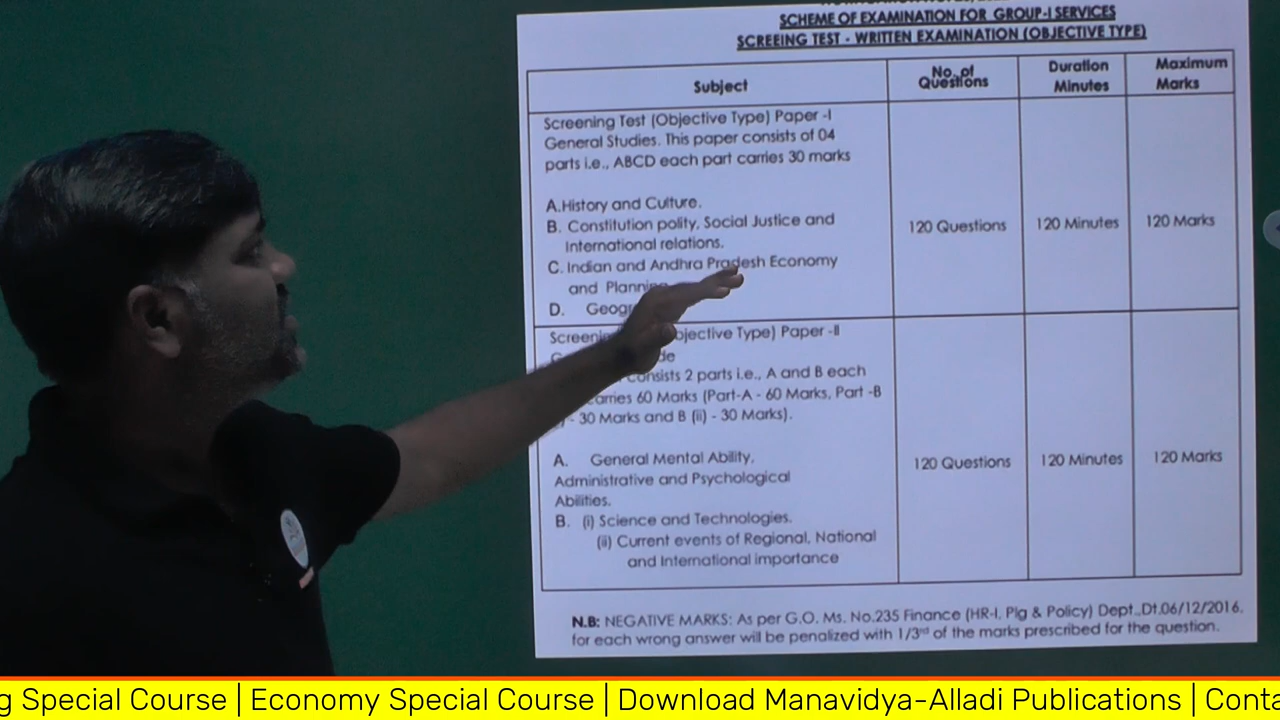 SCHEME OF EXAMINATION FOR GROUP-I SERVICES
SCREEING TEST - WRITTEN EXAMINATION (OBJECTIVE TYPE)
Subject
No. of
Questions
Duration
Minutes
Maximum
Marks
Screening Test (Objective Type) Paper -I
General Studies. This paper consists of 04
parts i.e., ABCD each part carries 30 marks
A.History and Culture.
B. Constitution polity, Social Justice and
International relations.
C. Indian and Andhra Pradesh Economy
and
D.
120 Questions
120 Minutes
120 Marks
Type) Paper -II
consists 2 parts i.e., A and B each
60 Marks (Part-A - 60 Marks, Part -B
- 30 Marks and B (ii) - 30 Marks).
A. General Mental Ability,
Administrative and Psychological
Abilities.
B. (i) Science and Technologies.
(ii) Current events of Regional, National
and International importance
120 Questions
120 Minutes
120 Marks
N.B: NEGATIVE MARKS: As per G.O. Ms. No.235 Finance (HR-I, Plg & Policy) Dept.,Dt.06/12/2016,
for each wrong answer will be penalized with 1/3rd of the marks prescribed for the question.
Special Course | Economy Special Course | Download Manavidya-Alladi Publications |